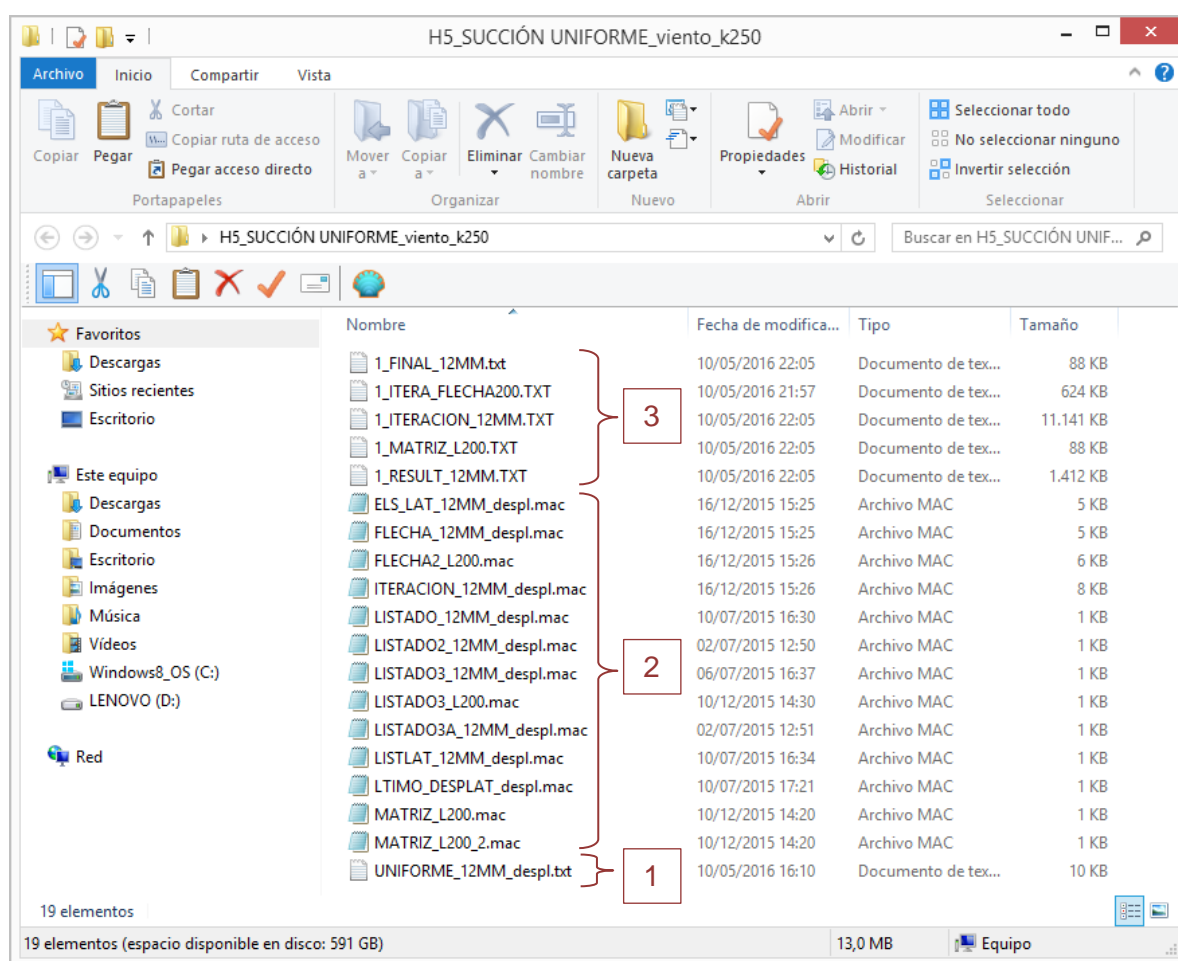 H5_SUCCIÓN UNIFORME_viento_k250
Archivo Inicio Compartir Vista
Copiar
Pegar
Cortar
Copiar ruta de acceso
Pegar acceso directo
Portapapeles
Mover a
Copiar a
Eliminar
Cambiar nombre
Organizar
Nueva carpeta
Nuevo
Propiedades
Abrir
Modificar
Historial
Abrir
Seleccionar todo
No seleccionar ninguno
Invertir selección
Seleccionar
H5_SUCCIÓN UNIFORME_viento_k250
Buscar en H5_SUCCIÓN UNIF...
Favoritos
Descargas
Sitios recientes
Escritorio
Este equipo
Descargas
Documentos
Escritorio
Imágenes
Música
Vídeos
Windows8_OS (C:)
LENOVO (D:)
Red
Nombre Fecha de modifica... Tipo Tamaño
1_FINAL_12MM.txt 10/05/2016 22:05 Documento de tex... 88 KB
1_ITERA_FLECHA200.TXT 10/05/2016 21:57 Documento de tex... 624 KB
1_ITERACION_12MM.TXT 10/05/2016 22:05 Documento de tex... 11.141 KB
1_MATRIZ_L200.TXT 10/05/2016 22:05 Documento de tex... 88 KB
1_RESULT_12MM.TXT 10/05/2016 22:05 Documento de tex... 1.412 KB
3
ELS_LAT_12MM_despl.mac 16/12/2015 15:25 Archivo MAC 5 KB
FLECHA_12MM_despl.mac 16/12/2015 15:25 Archivo MAC 5 KB
FLECHA2_L200.mac 16/12/2015 15:26 Archivo MAC 6 KB
ITERACION_12MM_despl.mac 16/12/2015 15:26 Archivo MAC 8 KB
LISTADO_12MM_despl.mac 10/07/2015 16:30 Archivo MAC 1 KB
LISTADO2_12MM_despl.mac 02/07/2015 12:50 Archivo MAC 1 KB
LISTADO3_12MM_despl.mac 06/07/2015 16:37 Archivo MAC 1 KB
LISTADO3_L200.mac 10/12/2015 14:30 Archivo MAC 1 KB
LISTADO3A_12MM_despl.mac 02/07/2015 12:51 Archivo MAC 1 KB
LISTLAT_12MM_despl.mac 10/07/2015 16:34 Archivo MAC 1 KB
LTIMO_DESPLAT_despl.mac 10/07/2015 17:21 Archivo MAC 1 KB
MATRIZ_L200.mac 10/12/2015 14:20 Archivo MAC 1 KB
MATRIZ_L200_2.mac 10/12/2015 14:20 Archivo MAC 1 KB
2
UNIFORME_12MM_despl.txt 10/05/2016 16:10 Documento de tex... 10 KB
1
19 elementos
19 elementos (espacio disponible en disco: 591 GB) 13,0 MB Equipo